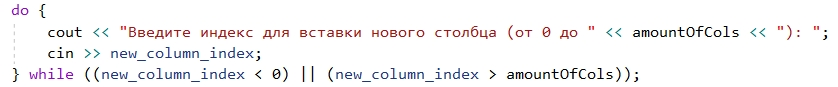 do {
cout << "Введите индекс для вставки нового столбца (от 0 до " << amountOfCols << "): ";
cin >> new_column_index;
} while ((new_column_index < 0) || (new_column_index > amountOfCols));